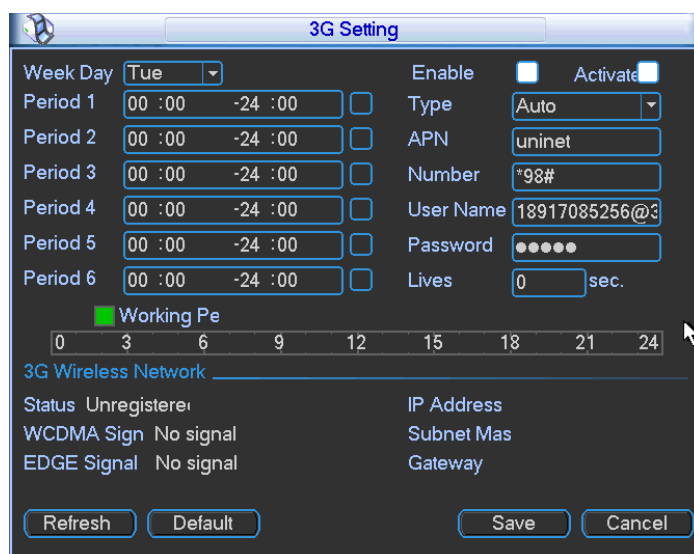 3G Setting
Week Day Tue Enable Activate
Period 1 00 :00 -24 :00 Type Auto
Period 2 00 :00 -24 :00 APN uninet
Period 3 00 :00 -24 :00 Number *98#
Period 4 00 :00 -24 :00 User Name 18917085256@3
Period 5 00 :00 -24 :00 Password ●●●●●
Period 6 00 :00 -24 :00 Lives 0 sec.
Working Pe
0 3 6 9 12 15 18 21 24
3G Wireless Network
Status Unregistere IP Address
WCDMA Sign No signal Subnet Mas
EDGE Signal No signal Gateway
Refresh Default Save Cancel